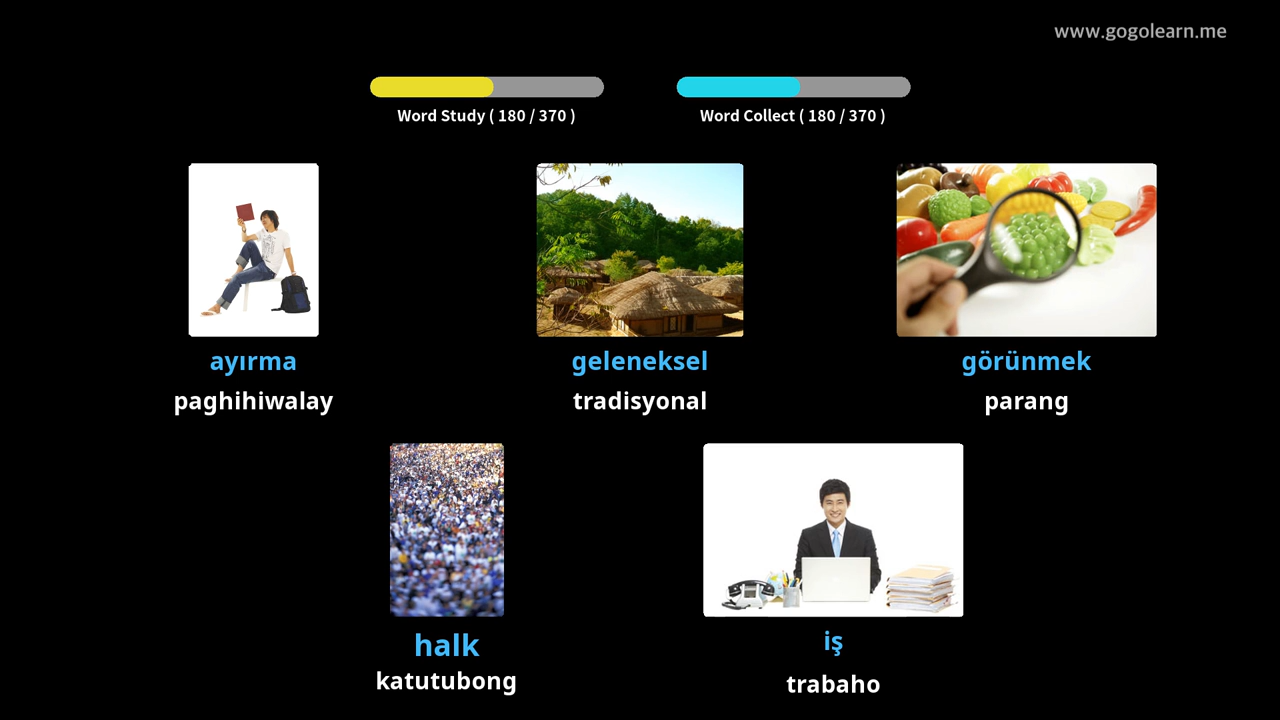 www.gogolearn.me
Word Study ( 180 / 370 )
Word Collect ( 180 / 370 )
ayırma
paghihiwalay
geleneksel
tradisyonal
görünmek
parang
halk
katutubong
iş
trabaho